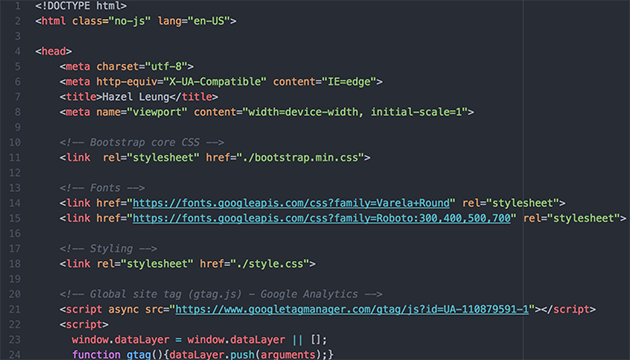 1 <!DOCTYPE html>
2 <html class="no-js" lang="en-US">
3
4 <head>
5     <meta charset="utf-8">
6     <meta http-equiv="X-UA-Compatible" content="IE=edge">
7     <title>Hazel Leung</title>
8     <meta name="viewport" content="width=device-width, initial-scale=1">
9
10     <!-- Bootstrap core CSS -->
11     <link  rel="stylesheet" href="./bootstrap.min.css">
12
13     <!-- Fonts -->
14     <link href="https://fonts.googleapis.com/css?family=Varela+Round" rel="stylesheet">
15     <link href="https://fonts.googleapis.com/css?family=Roboto:300,400,500,700" rel="stylesheet">
16
17     <!-- Styling -->
18     <link rel="stylesheet" href="./style.css">
19
20     <!-- Global site tag (gtag.js) - Google Analytics -->
21     <script async src="https://www.googletagmanager.com/gtag/js?id=UA-110879591-1"></script>
22     <script>
23       window.dataLayer = window.dataLayer || [];
24       function gtag(){dataLayer.push(arguments);}